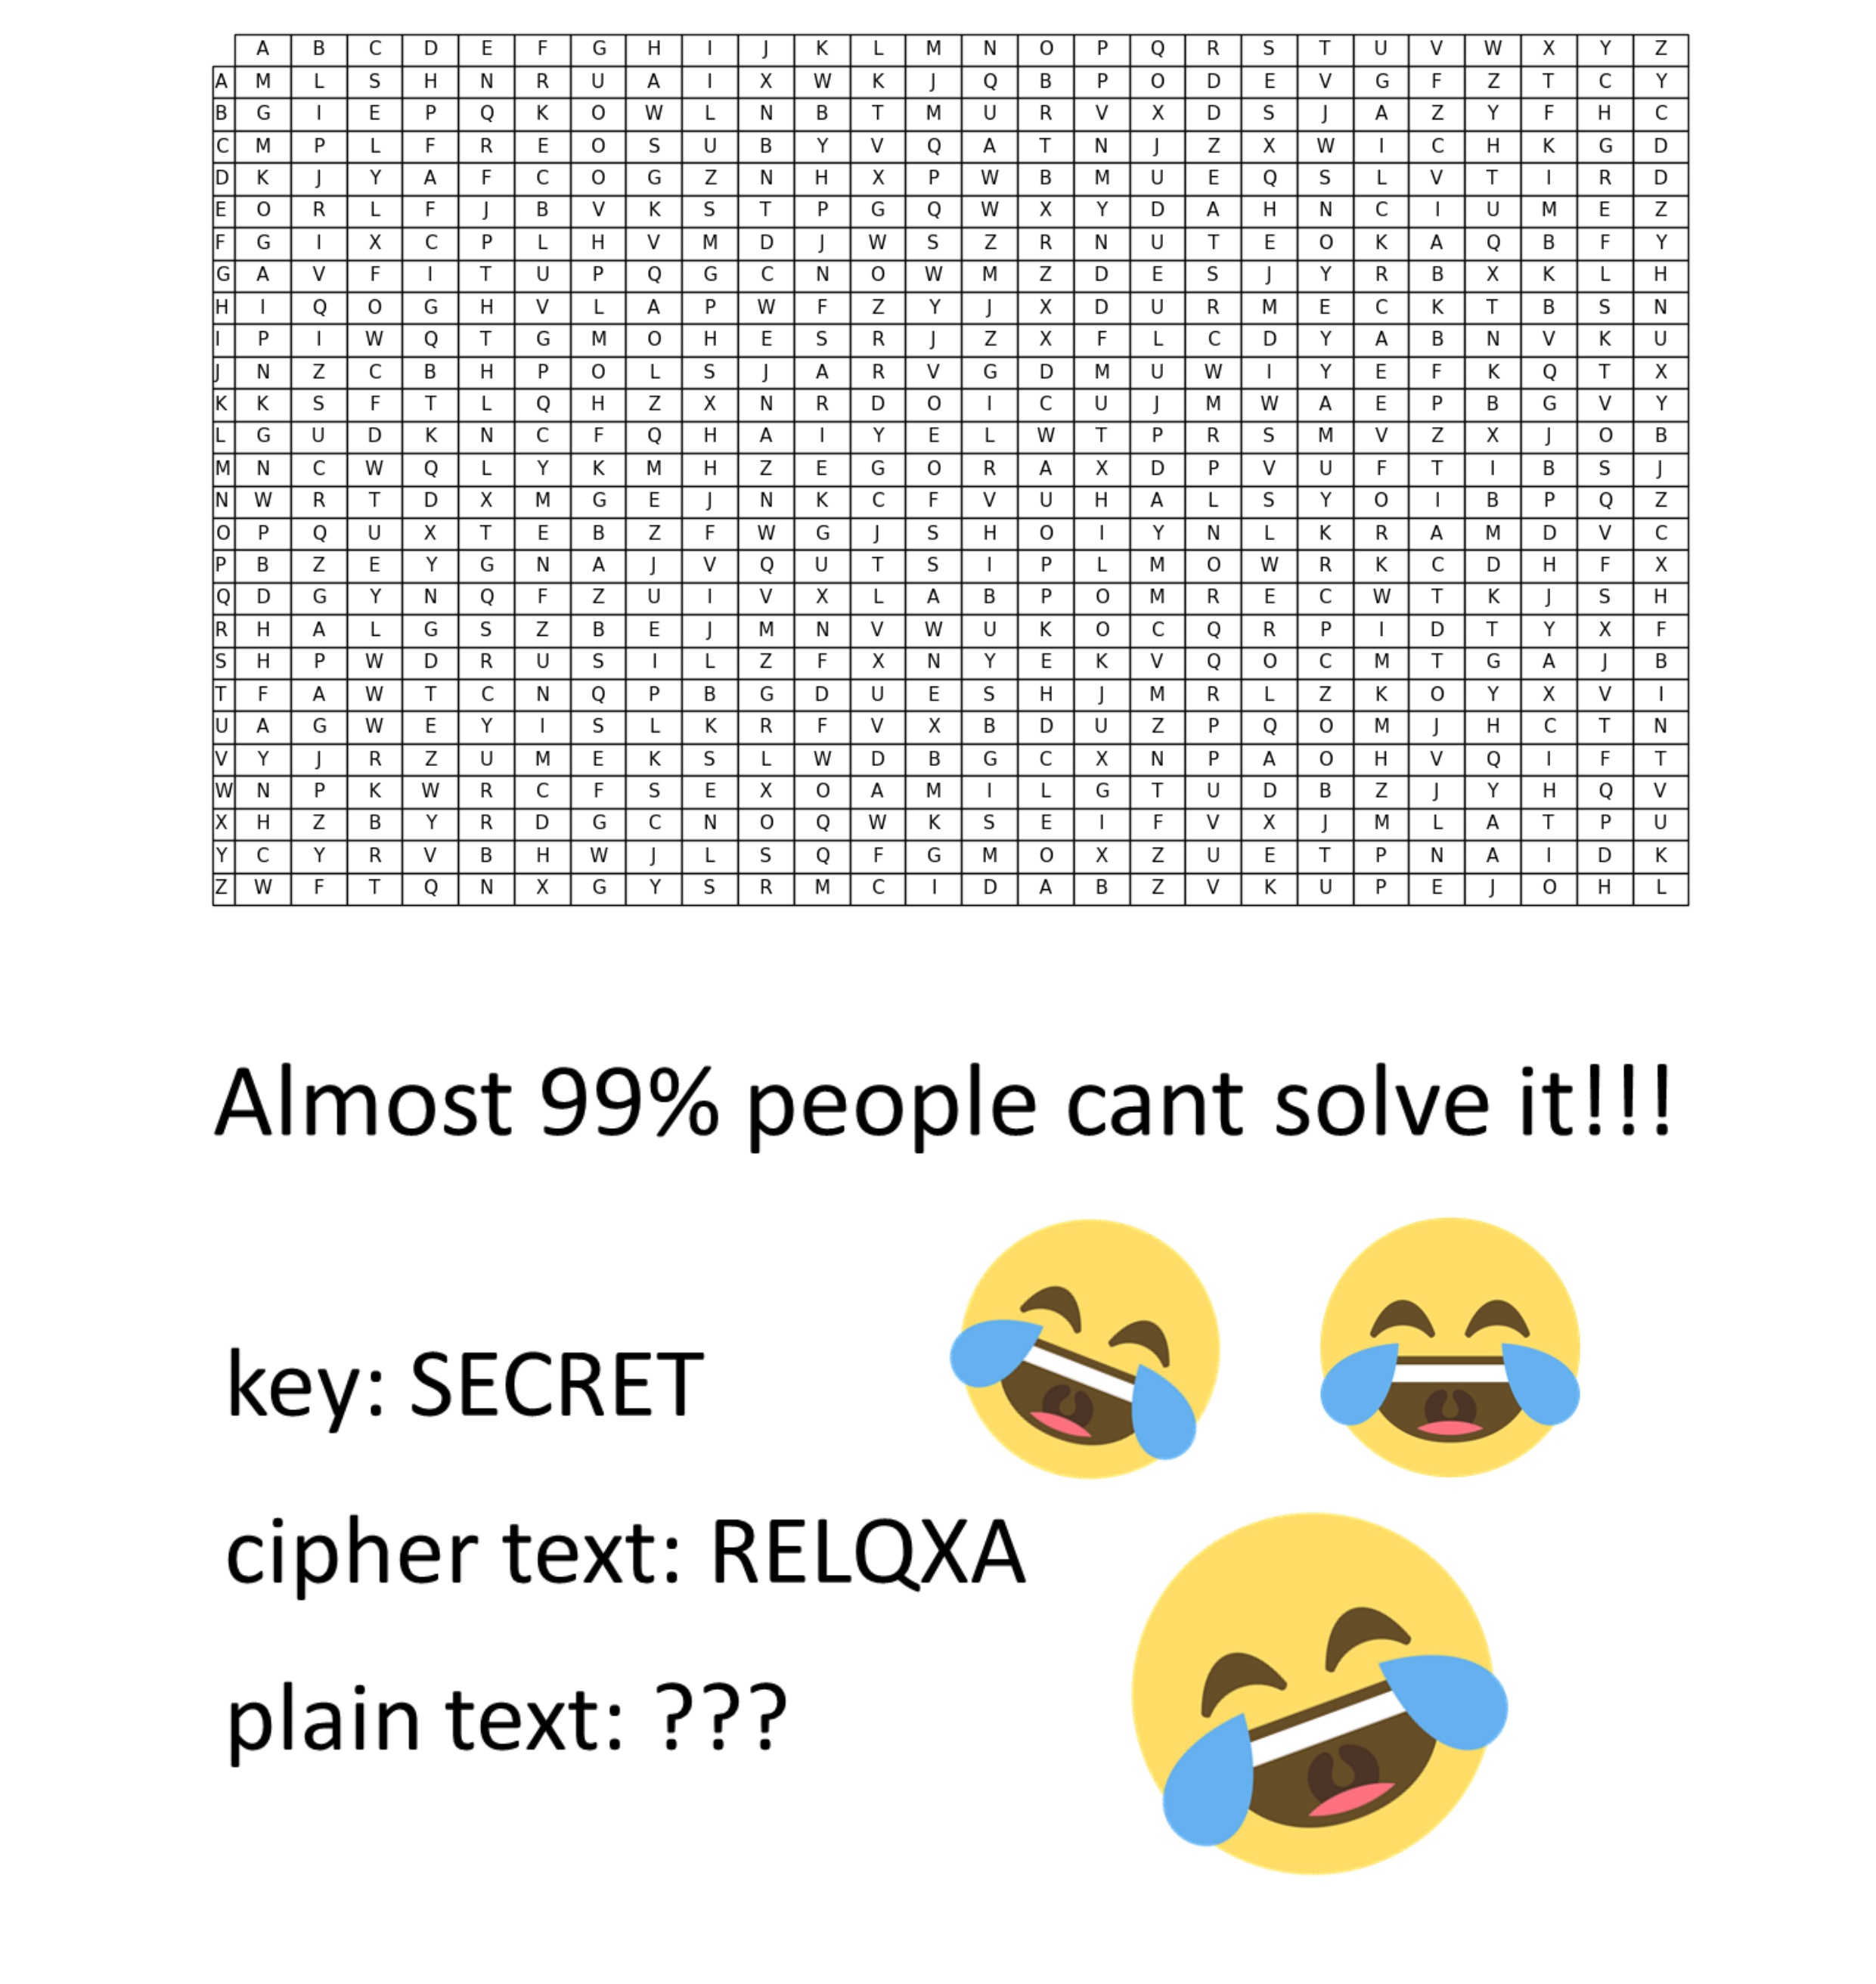 A B C D E F G H I J K L M N O P Q R S T U V W X Y Z
A M L S H N R U A I X W K J Q B P O D E V G F Z T C Y
B G I E P Q K O W L N B T M U R V X D S J A Z Y F H C
C M P L F R E O S U B Y V Q A T N J Z X W I C H K G D
D K J Y A F C O G Z N H X P W B M U E Q S L V T I R D
E O R L F J B V K S T P G Q W X Y D A H N C I U M E Z
F G I X C P L H V M D J W S Z R N U T E O K A Q B F Y
G A V F I T U P Q G C N O W M Z D E S J Y R B X K L H
H I Q O G H V L A P W F Z Y J X D U R M E C K T B S N
I P I W Q T G M O H E S R J Z X F L C D Y A B N V K U
J N Z C B H P O L S J A R V G D M U W I Y E F K Q T X
K K S F T L Q H Z X N R D O I C U J M W A E P B G V Y
L G U D K N C F Q H A I Y E L W T P R S M V Z X J O B
M N C W Q L Y K M H Z E G O R A X D P V U F T I B S J
N W R T D X M G E J N K C F V U H A L S Y O I B P Q Z
O P Q U X T E B Z F W G J S H O I Y N L K R A M D V C
P B Z E Y G N A J V Q U T S I P L M O W R K C D H F X
Q D G Y N Q F Z U I V X L A B P O M R E C W T K J S H
R H A L G S Z B E J M N V W U K O C Q R P I D T Y X F
S H P W D R U S I L Z F X N Y E K V Q O C M T G A J B
T F A W T C N Q P B G D U E S H J M R L Z K O Y X V I
U A G W E Y I S L K R F V X B D U Z P Q O M J H C T N
V Y J R Z U M E K S L W D B G C X N P A O H V Q I F T
W N P K W R C F S E X O A M I L G T U D B Z J Y H Q V
X H Z B Y R D G C N O Q W K S E I F V X J M L A T P U
Y C Y R V B H W J L S Q F G M O X Z U E T P N A I D K
Z W F T Q N X G Y S R M C I D A B Z V K U P E J O H L
Almost 99% people cant solve it!!!
key: SECRET
cipher text: RELQXA
plain text: ???